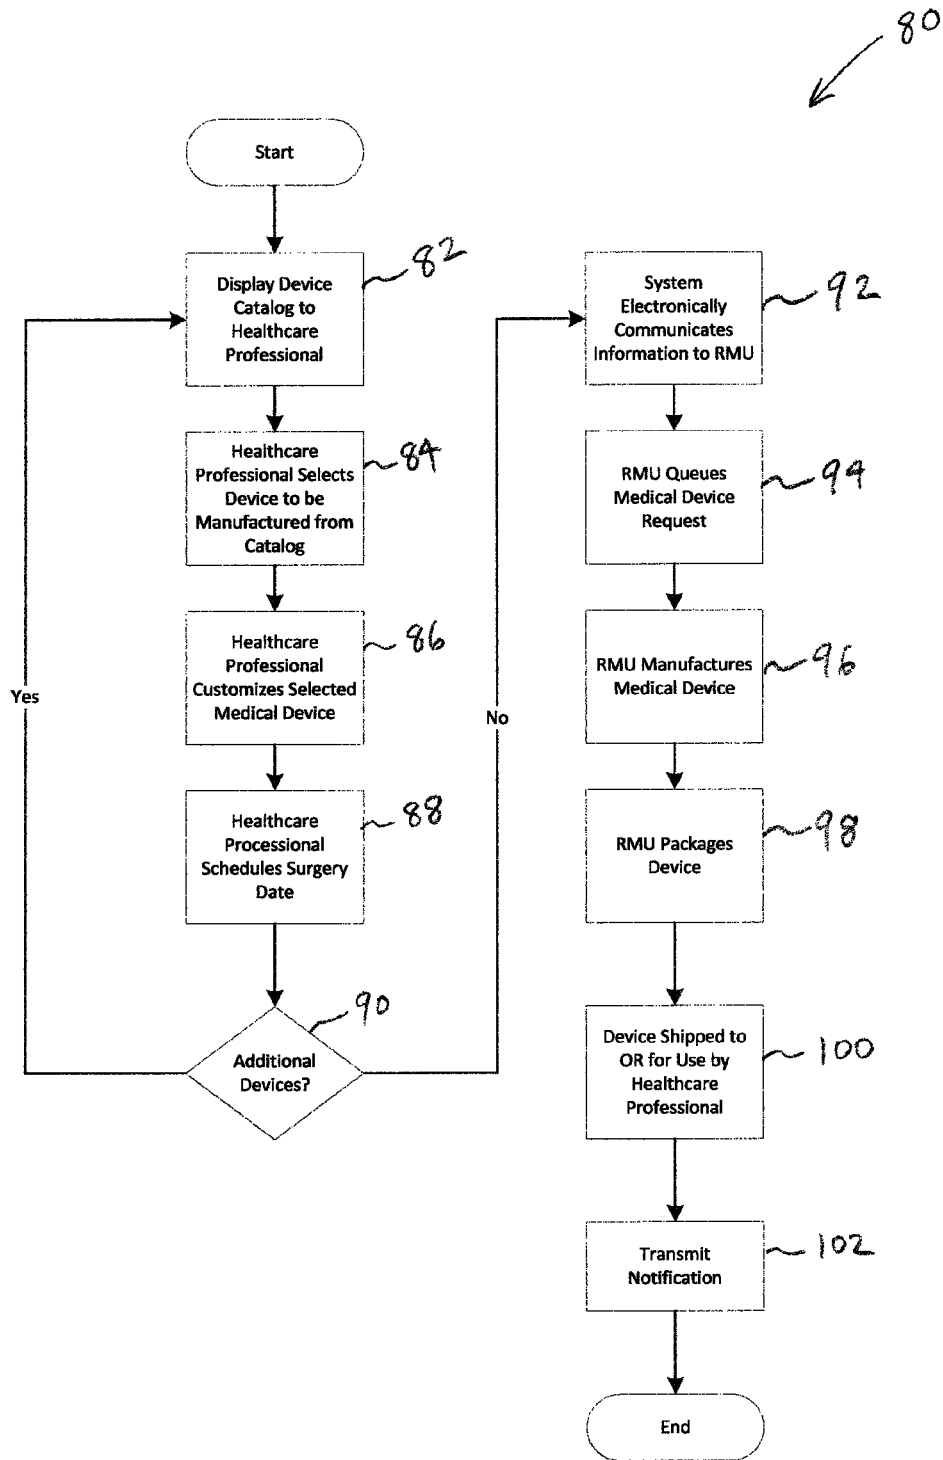 80
Start
Display Device
Catalog to
Healthcare
Professional
82
Healthcare
Professional Selects
Device to be
Manufactured from
Catalog
84
Healthcare
Professional
Customizes Selected
Medical Device
86
Healthcare
Processional
Schedules Surgery
Date
88
Additional
Devices?
90
Yes
No
System
Electronically
Communicates
Information to RMU
92
RMU Queues
Medical Device
Request
94
RMU Manufactures
Medical Device
96
RMU Packages
Device
98
Device Shipped to
OR for Use by
Healthcare
Professional
100
Transmit
Notification
102
End